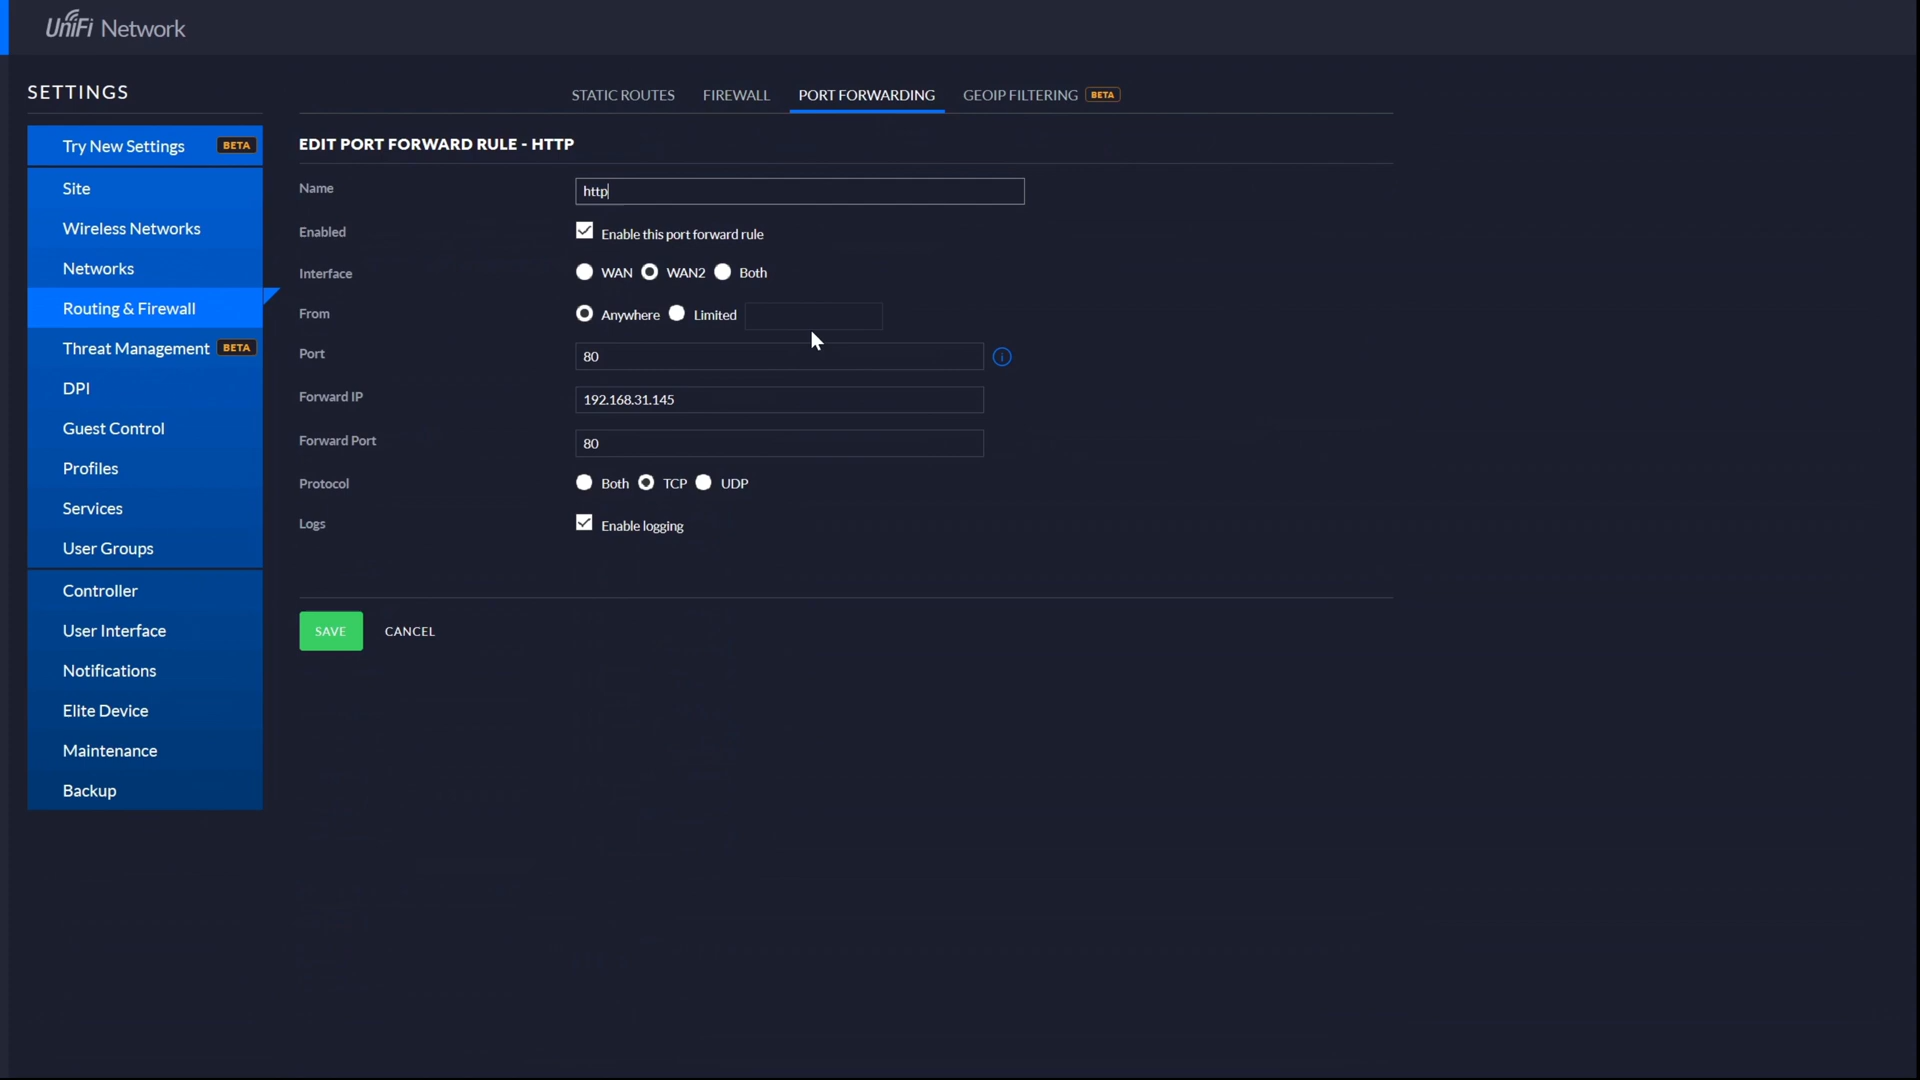 UniFi Network
SETTINGS
STATIC ROUTES FIREWALL PORT FORWARDING GEOIP FILTERING BETA
Try New Settings BETA
Site
Wireless Networks
Networks
Routing & Firewall
Threat Management BETA
DPI
Guest Control
Profiles
Services
User Groups
Controller
User Interface
Notifications
Elite Device
Maintenance
Backup
EDIT PORT FORWARD RULE - HTTP
Name http
Enabled Enable this port forward rule
Interface WAN WAN2 Both
From Anywhere Limited
Port 80 i
Forward IP 192.168.31.145
Forward Port 80
Protocol Both TCP UDP
Logs Enable logging
SAVE CANCEL